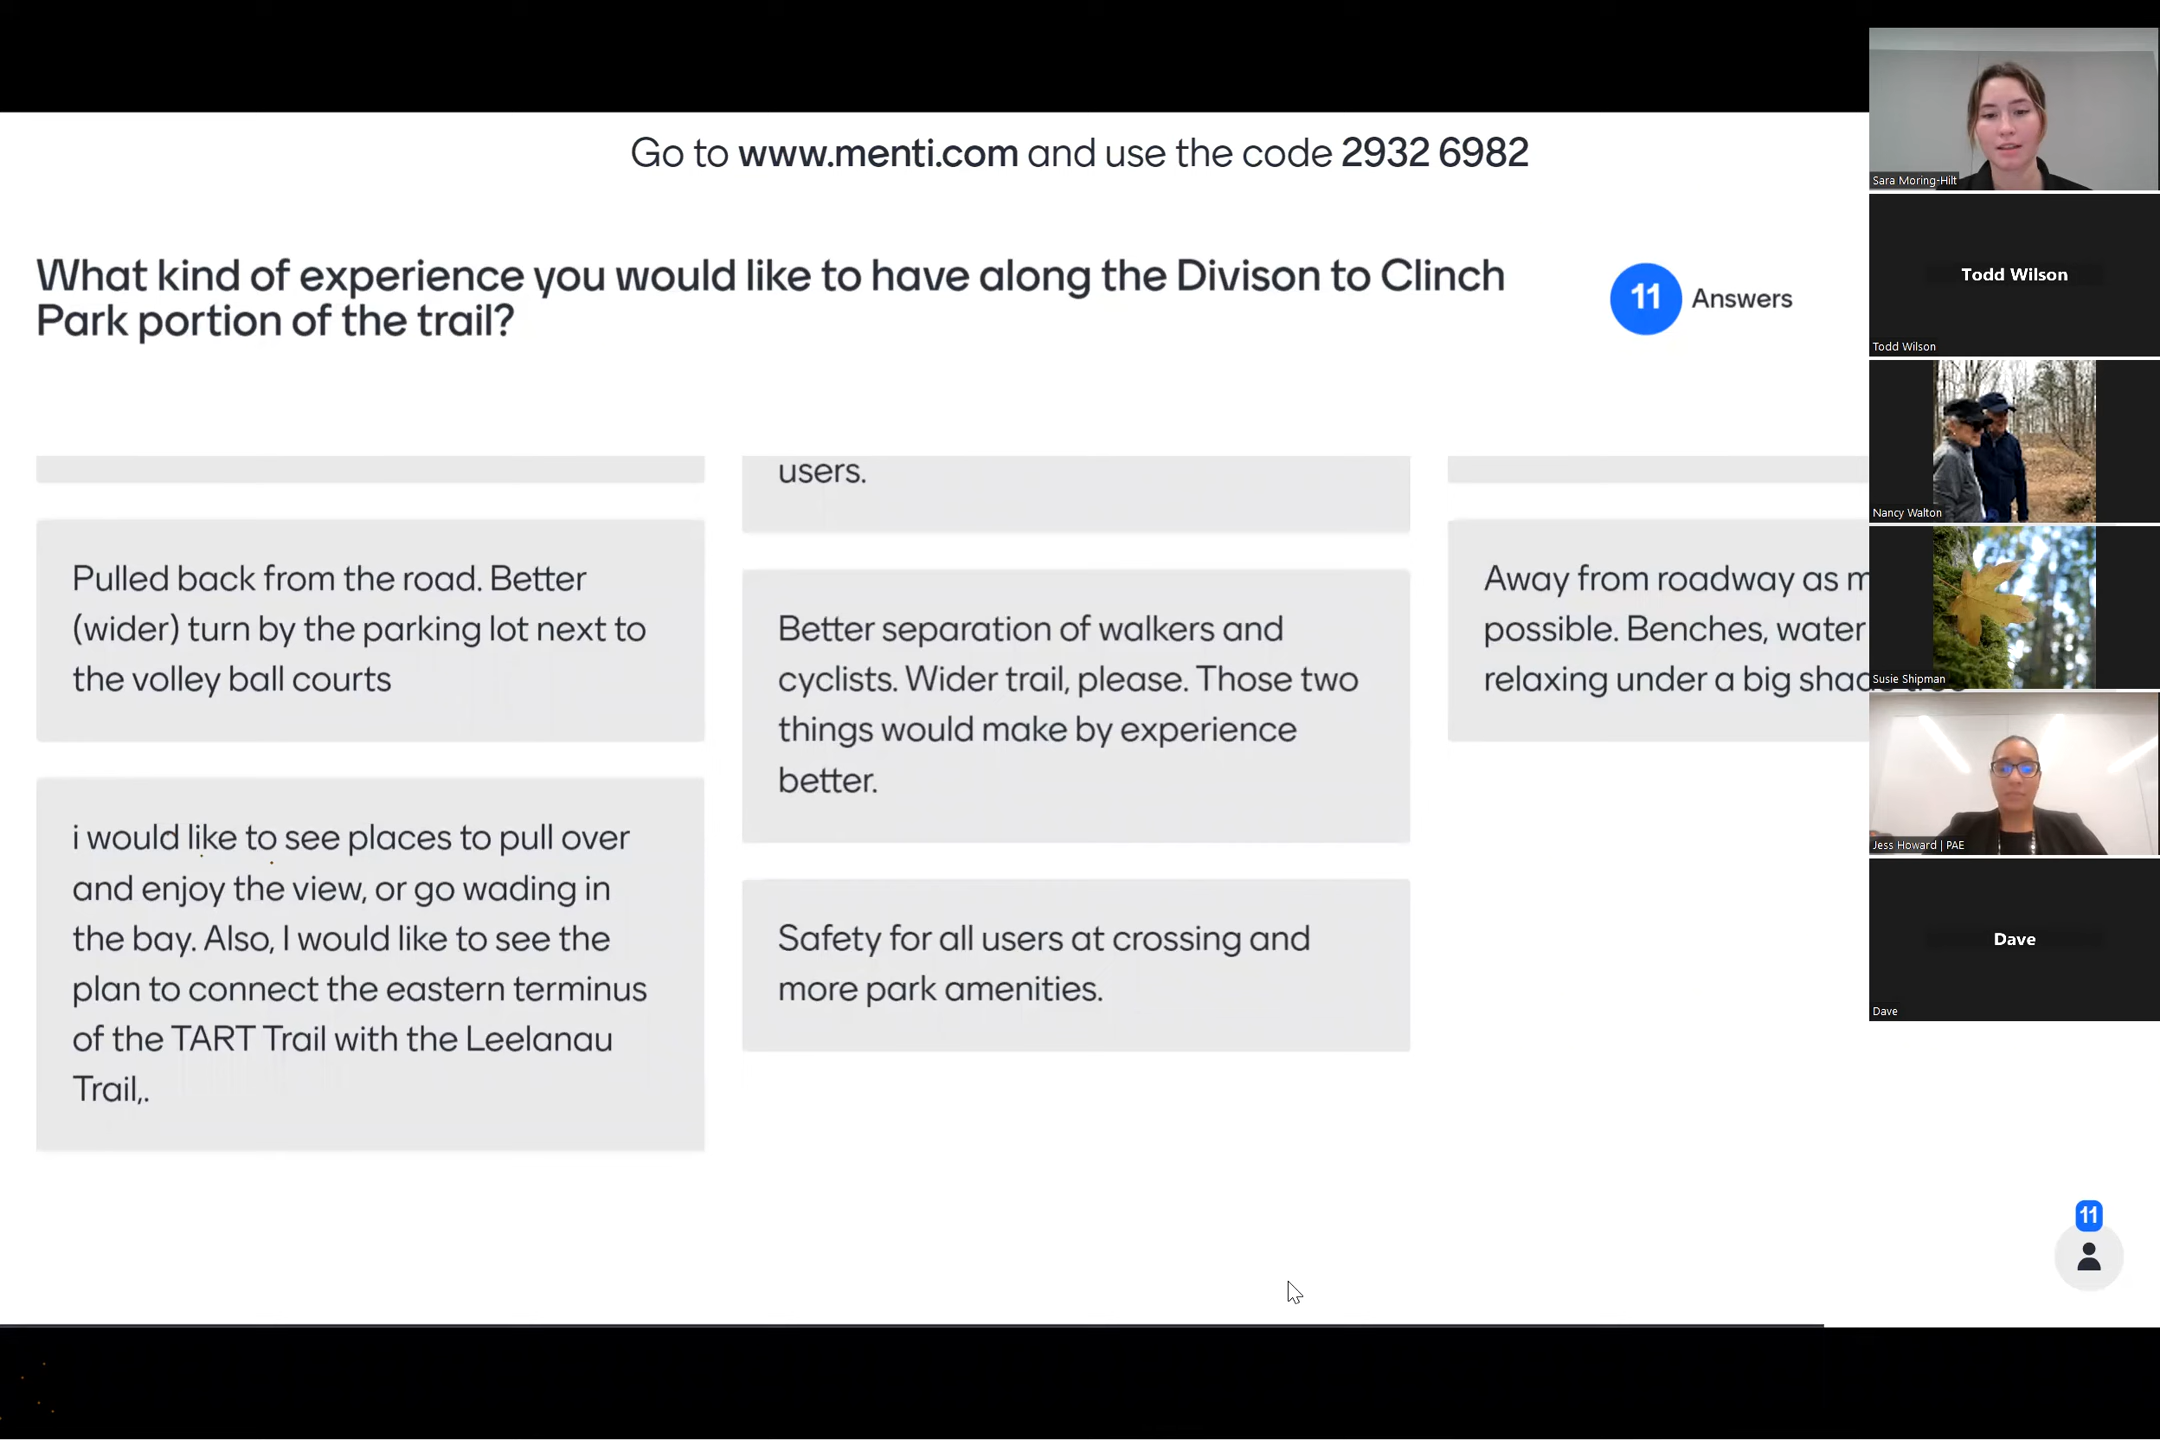 Go to www.menti.com and use the code 2932 6982
What kind of experience you would like to have along the Divison to Clinch
Park portion of the trail?
11 Answers
Pulled back from the road. Better
(wider) turn by the parking lot next to
the volley ball courts
i would like to see places to pull over
and enjoy the view, or go wading in
the bay. Also, I would like to see the
plan to connect the eastern terminus
of the TART Trail with the Leelanau
Trail,.
users.
Better separation of walkers and
cyclists. Wider trail, please. Those two
things would make by experience
better.
Safety for all users at crossing and
more park amenities.
Away from roadway as
possible. Benches, water
relaxing under a big
Sara Moring-Hilt
Todd Wilson
Todd Wilson
Nancy Walton
Susie Shipman
Jess Howard | PAE
Dave
Dave
11